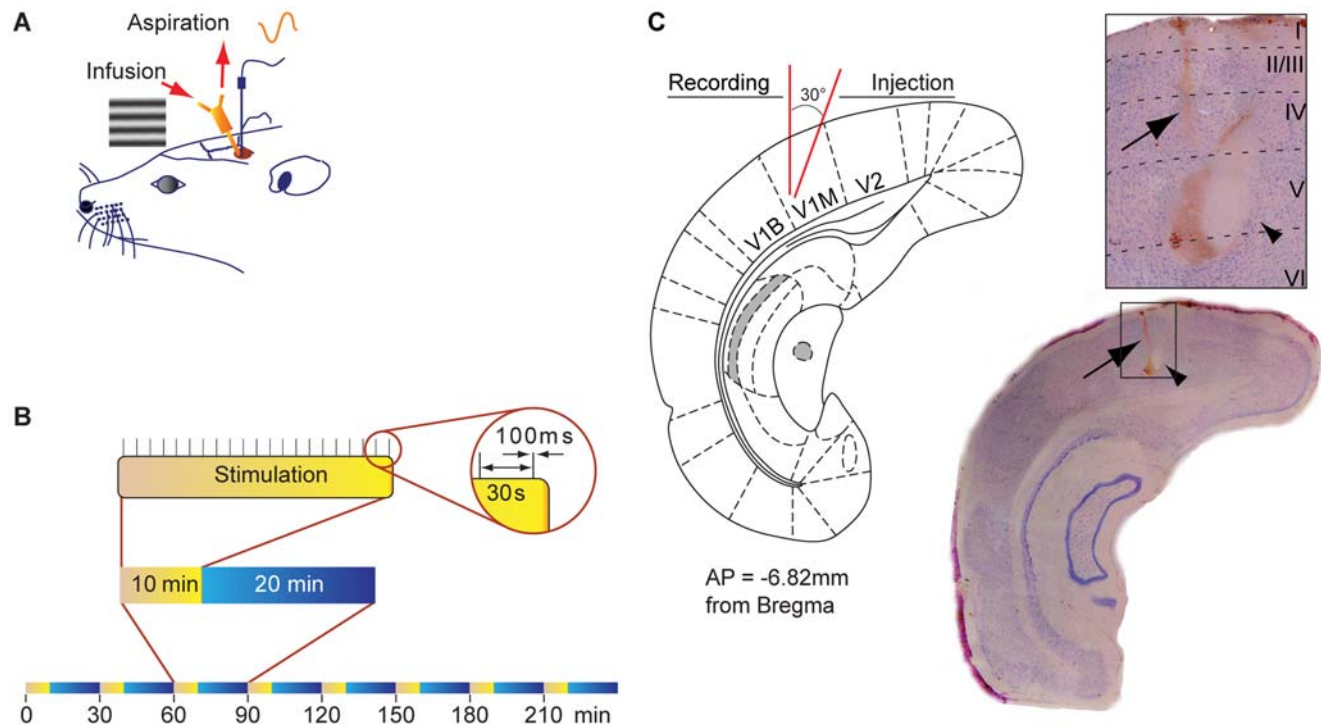 A
Aspiration
Infusion
B
100ms
Stimulation
30s
10 min
20 min
0 30 60 90 120 150 180 210 min
C
Recording
30°
Injection
V1B
V1M
V2
AP = -6.82mm
from Bregma
I
II/III
IV
V
VI